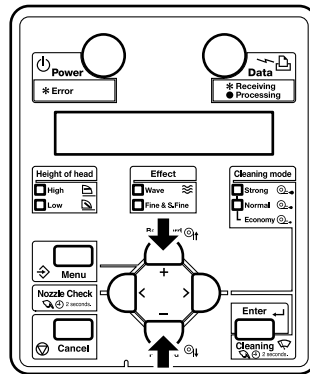 Power
Data
* Error
* Receiving
● Processing
Height of head
High
Low
Effect
Wave
Fine & S.Fine
Cleaning mode
Strong
Normal
Economy
Menu
+
<
>
−
Nozzle Check
2 seconds.
Cancel
Enter
Cleaning
2 seconds.